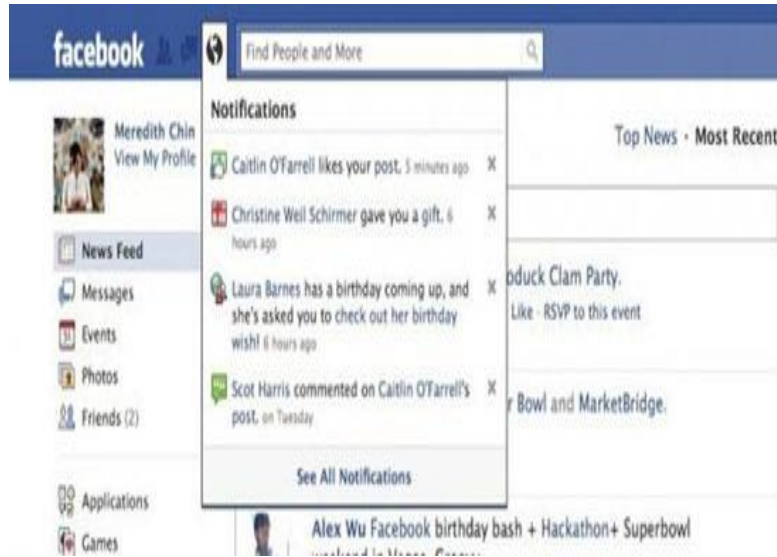 facebook
Find People and More
Meredith Chin
View My Profile
News Feed
Messages
Events
Photos
Friends (2)
Applications
Games
Notifications
Caitlin O'Farrell likes your post. 5 minutes ago X
Christine Weil Schirmer gave you a gift. 6
hours ago X
Laura Barnes has a birthday coming up, and X
she's asked you to check out her birthday
wish! 6 hours ago
Scot Harris commented on Caitlin O'Farrell's X
post. on Tuesday
See All Notifications
Top News · Most Recent
oduck Clam Party.
Like · RSVP to this event
r Bowl and MarketBridge.
Alex Wu Facebook birthday bash + Hackathon+ Superbowl
weekend in